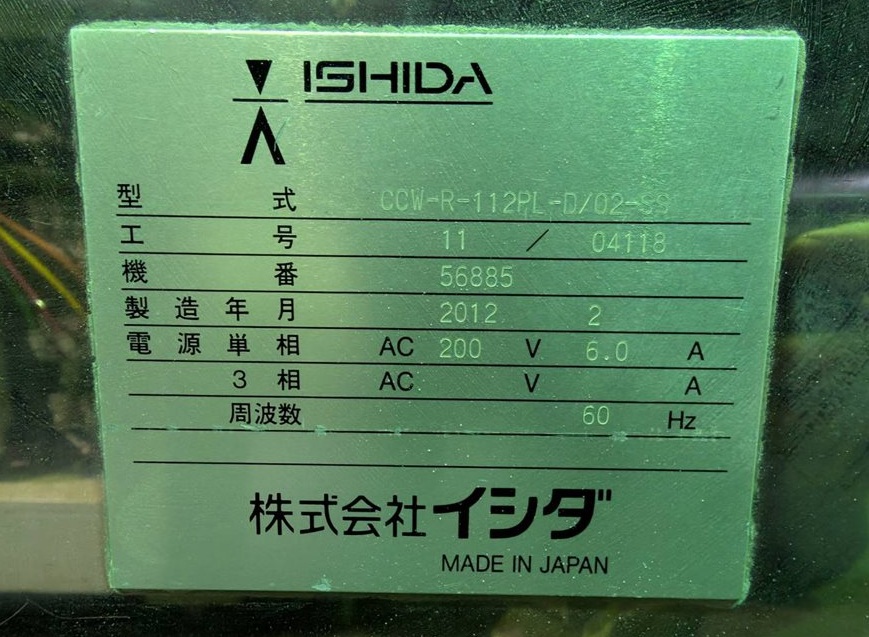 ISHIDA
型 式 CCW-R-112PL-D/02-SS
工 号 11 / 04118
機 番 56885
製造年月 2012 2
電源単相 AC 200 V 6.0 A
3相 AC V A
周波数 60 Hz
株式会社イシダ
MADE IN JAPAN